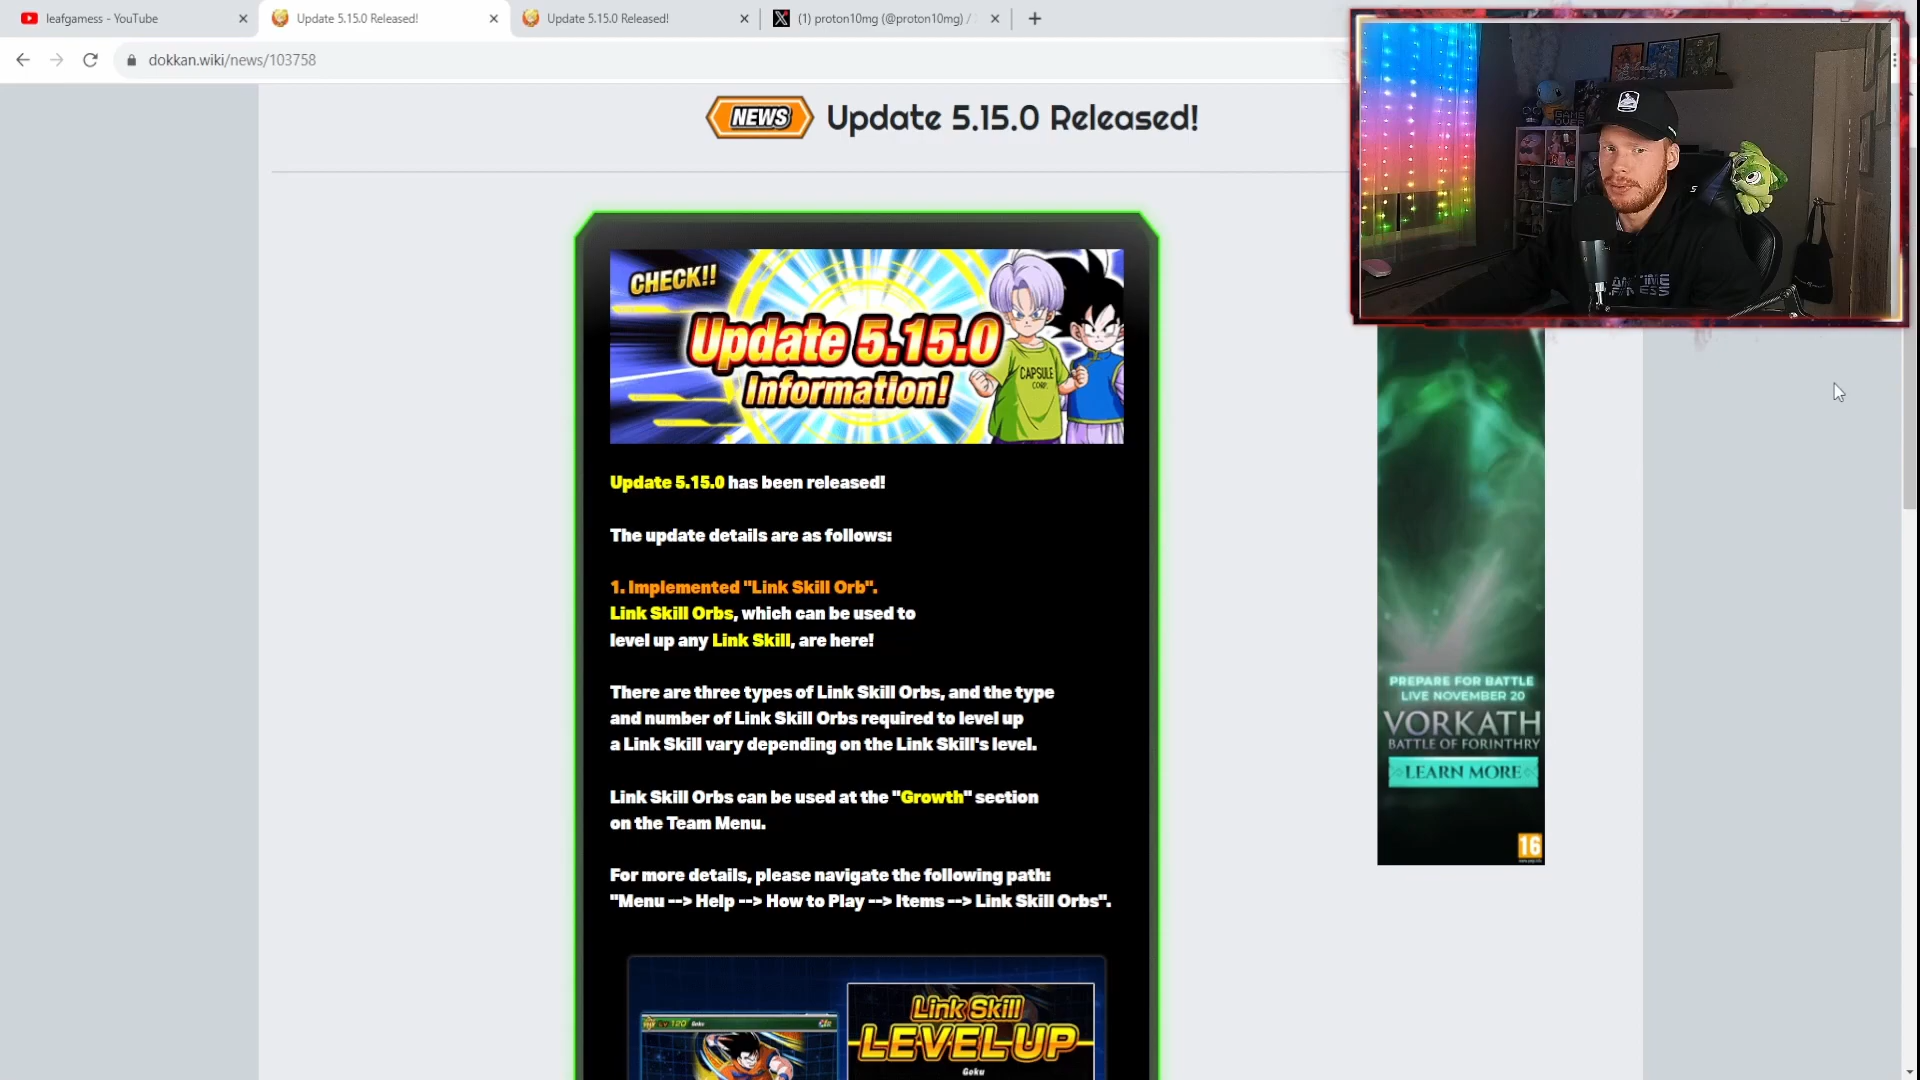 leafgamess - YouTube
Update 5.15.0 Released!
Update 5.15.0 Released!
(1) proton10mg (@proton10mg) /
dokkan.wiki/news/103758
NEWS Update 5.15.0 Released!
CHECK!!
Update 5.15.0
Information!
CAPSULE
CORP.
Update 5.15.0 has been released!
The update details are as follows:
1. Implemented "Link Skill Orb".
Link Skill Orbs, which can be used to
level up any Link Skill, are here!
There are three types of Link Skill Orbs, and the type
and number of Link Skill Orbs required to level up
a Link Skill vary depending on the Link Skill's level.
Link Skill Orbs can be used at the "Growth" section
on the Team Menu.
For more details, please navigate the following path:
"Menu --> Help --> How to Play --> Items --> Link Skill Orbs".
120 Goku
Link Skill
LEVEL UP
Goku
GAME
OVER
PREPARE FOR BATTLE
LIVE NOVEMBER 20
VORKATH
BATTLE OF FORINTHRY
LEARN MORE
16